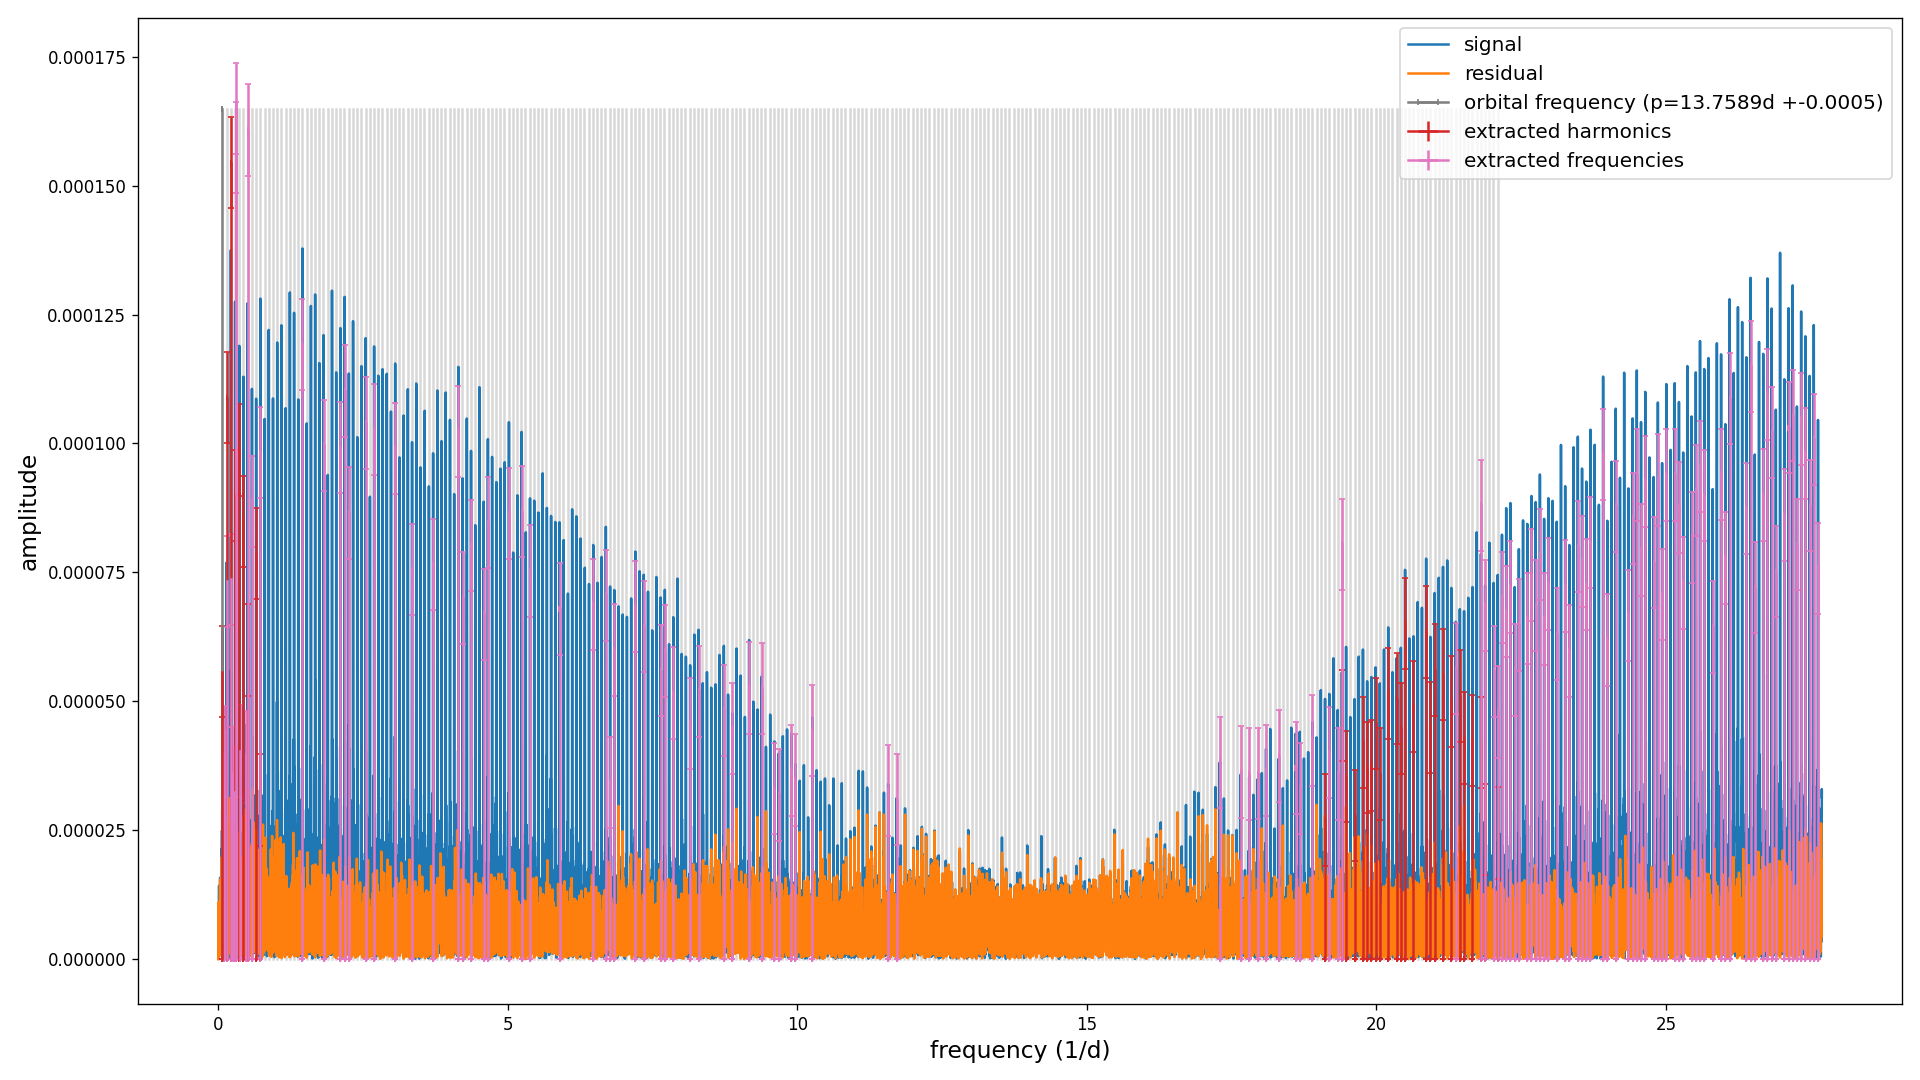 signal
residual
orbital frequency (p=13.7589d +-0.0005)
extracted harmonics
extracted frequencies
0.000175
0.000150
0.000125
0.000100
0.000075
0.000050
0.000025
0.000000
amplitude
0 5 10 15 20 25
frequency (1/d)